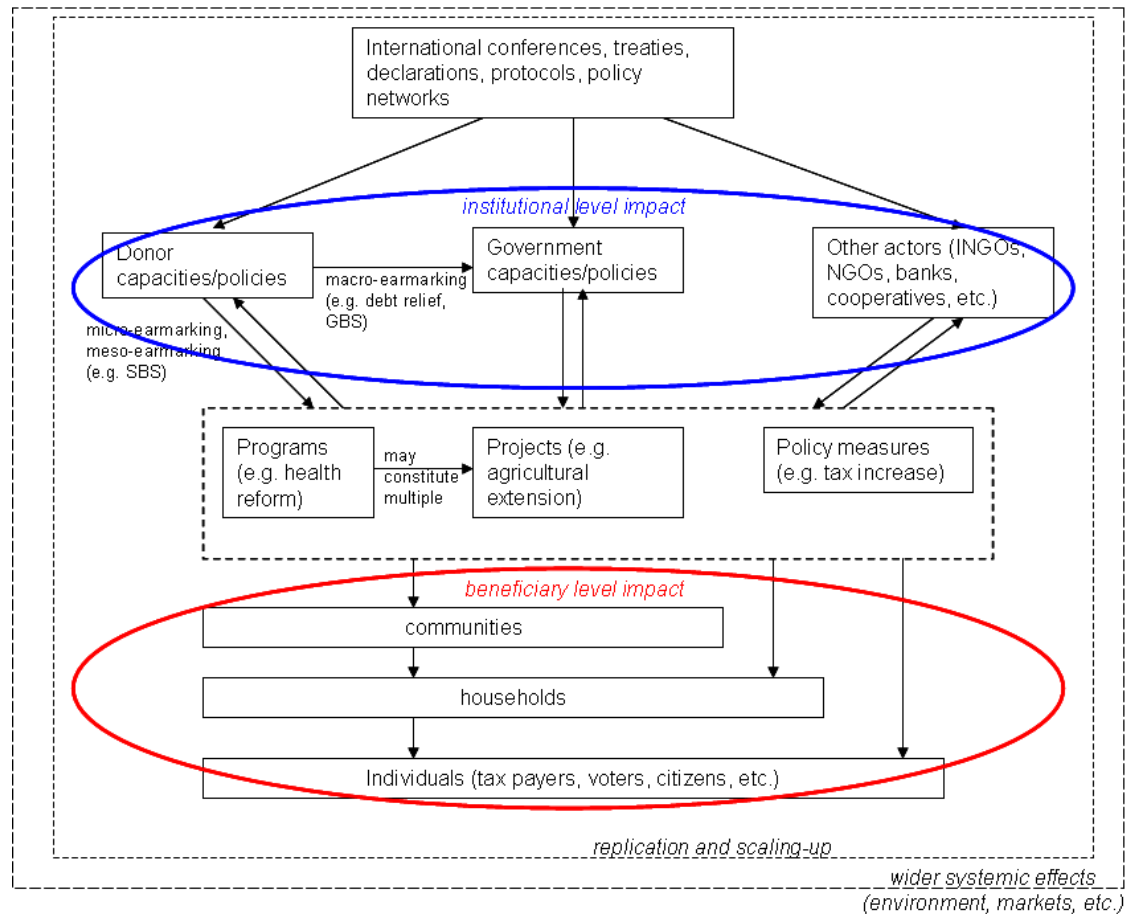 International conferences, treaties,
declarations, protocols, policy
networks
institutional level impact
Donor
capacities/policies
Government
capacities/policies
Other actors (INGOs,
NGOs, banks,
cooperatives, etc.)
macro-earmarking
(e.g. debt relief,
GBS)
micro-earmarking,
meso-earmarking
(e.g. SBS)
Programs
(e.g. health
reform)
may
constitute
multiple
Projects (e.g.
agricultural
extension)
Policy measures
(e.g. tax increase)
beneficiary level impact
communities
households
Individuals (tax payers, voters, citizens, etc.)
replication and scaling-up
wider systemic effects
(environment, markets, etc.)